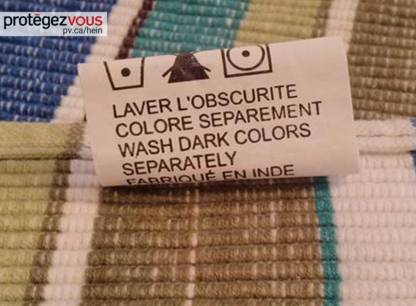 protégezvous
pv.ca/hein
LAVER L'OBSCURITE
COLORE SEPAREMENT
WASH DARK COLORS
SEPARATELY
FABRIQUÉ EN INDE